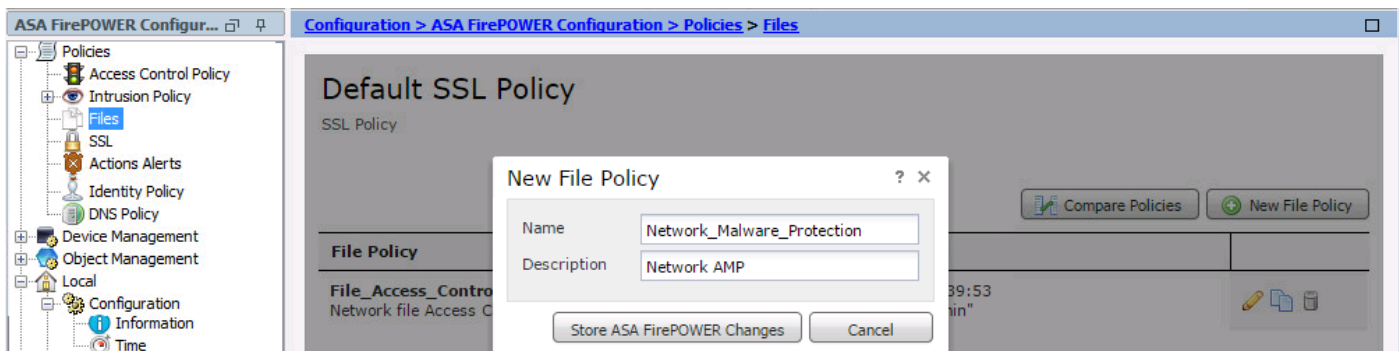 ASA FirePOWER Configur...
Configuration > ASA FirePOWER Configuration > Policies > Files
Policies
Access Control Policy
Intrusion Policy
Files
SSL
Actions Alerts
Identity Policy
DNS Policy
Device Management
Object Management
Local
Configuration
Information
Time
Default SSL Policy
SSL Policy
Compare Policies
New File Policy
File Policy
File_Access_Contro
39:53
Network file Access C
in"
New File Policy
? ×
Name
Network_Malware_Protection
Description
Network AMP
Store ASA FirePOWER Changes
Cancel